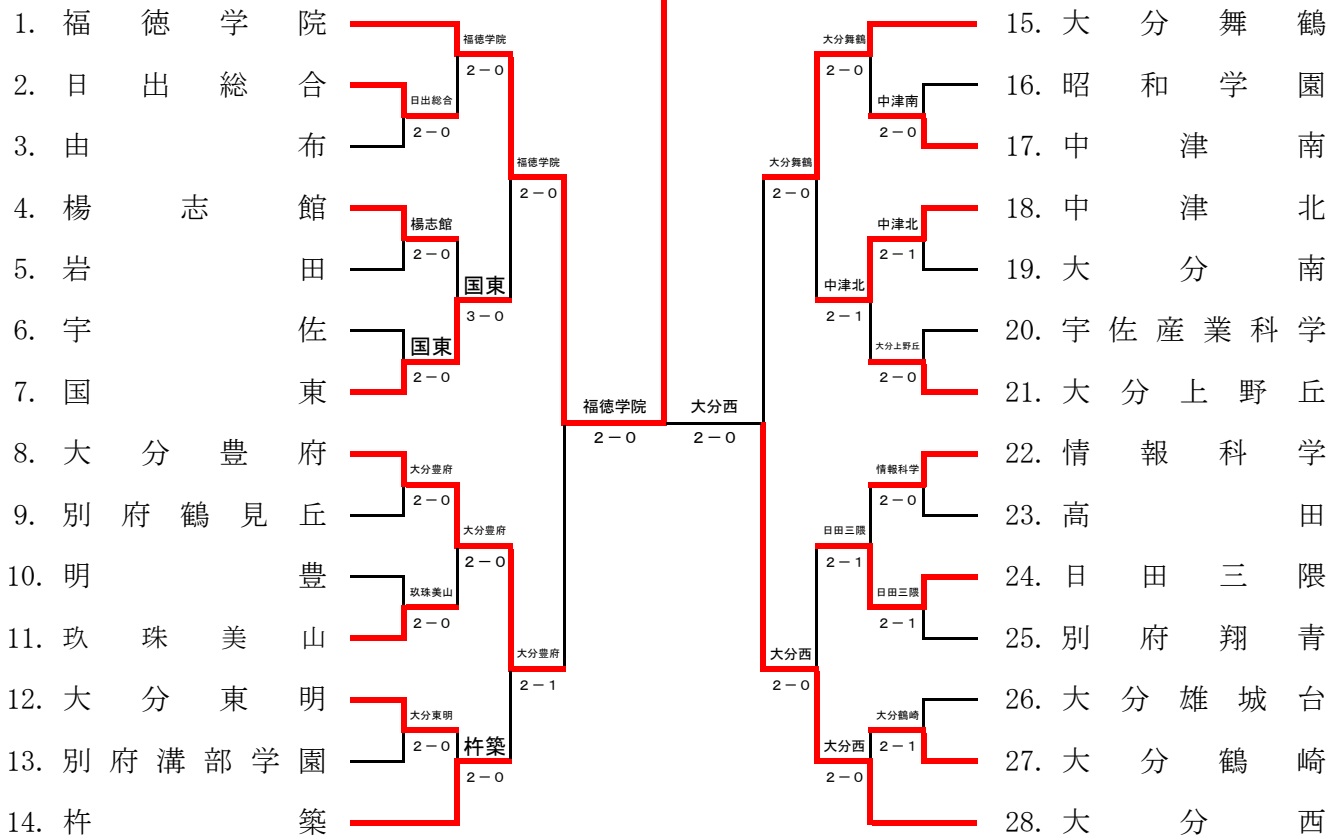 1. 福徳学院
2. 日出総合
3. 由布
4. 楊志館
5. 岩田
6. 宇佐
7. 国東
8. 大分豊府
9. 別府鶴見丘
10. 明豊
11. 玖珠美山
12. 大分東明
13. 別府溝部学園
14. 杵築
日出総合
2-0
楊志館
2-0
国東
2-0
大分豊府
2-0
玖珠美山
2-0
大分東明
2-0
福徳学院
2-0
国東
3-0
大分豊府
2-0
杵築
2-0
福徳学院
2-0
大分豊府
2-1
福徳学院
2-0
大分西
2-0
大分舞鶴
2-0
大分西
2-0
大分舞鶴
2-0
中津北
2-1
日田三隈
2-1
大分西
2-0
中津南
2-0
中津北
2-1
大分上野丘
2-0
情報科学
2-0
日田三隈
2-1
大分鶴崎
2-1
15. 大分舞鶴
16. 昭和学園
17. 中津南
18. 中津北
19. 大分南
20. 宇佐産業科学
21. 大分上野丘
22. 情報科学
23. 高田
24. 日田三隈
25. 別府翔青
26. 大分雄城台
27. 大分鶴崎
28. 大分西